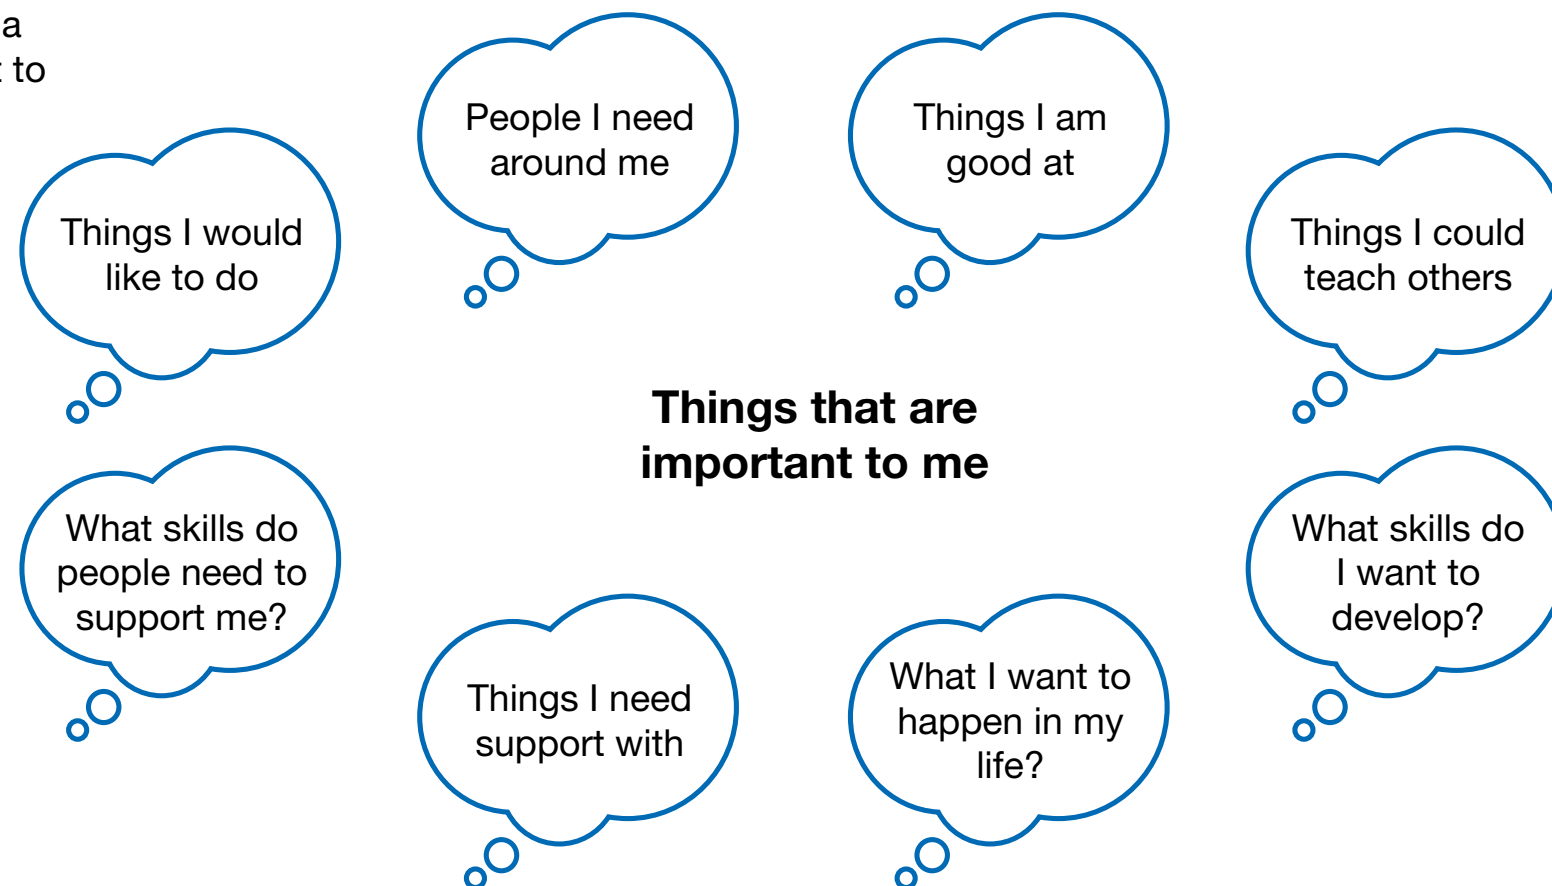 a
to
People I need
around me
Things I am
good at
Things I would
like to do
Things I could
teach others
Things that are
important to me
What skills do
people need to
support me?
What skills do
I want to
develop?
Things I need
support with
What I want to
happen in my
life?